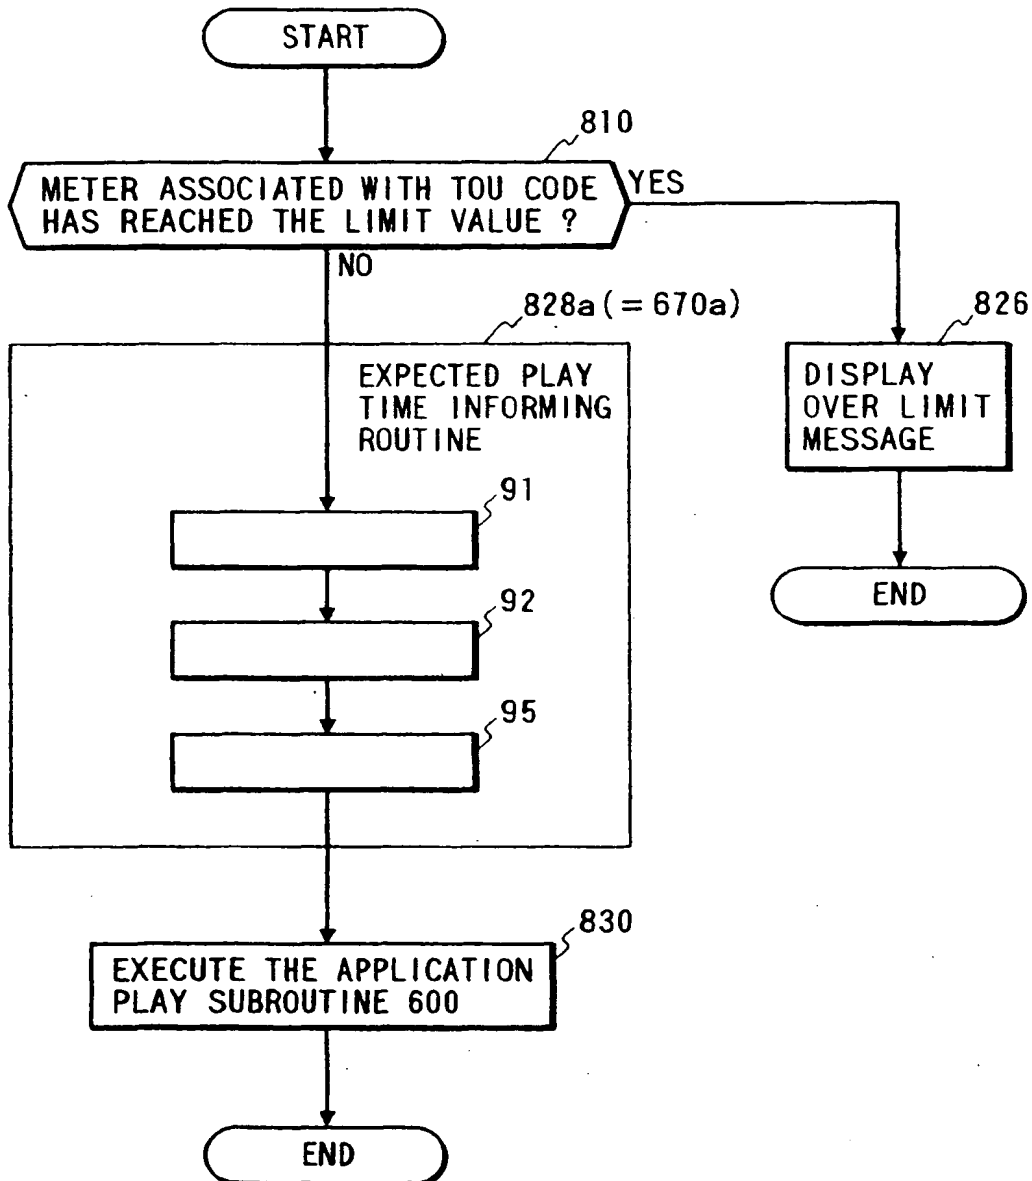 START
810
METER ASSOCIATED WITH TOU CODE
HAS REACHED THE LIMIT VALUE ?
YES
NO
828a (=670a)
826
EXPECTED PLAY
TIME INFORMING
ROUTINE
DISPLAY
OVER LIMIT
MESSAGE
91
END
92
95
830
EXECUTE THE APPLICATION
PLAY SUBROUTINE 600
END